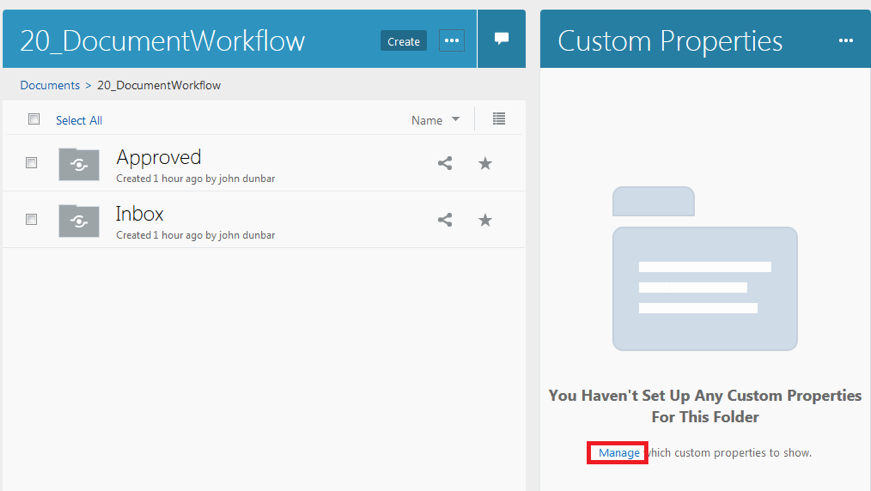 20_DocumentWorkflow
Create
Documents > 20_DocumentWorkflow
Select All
Name
Approved
Created 1 hour ago by john dunbar
Inbox
Created 1 hour ago by john dunbar
Custom Properties
You Haven't Set Up Any Custom Properties
For This Folder
Manage which custom properties to show.